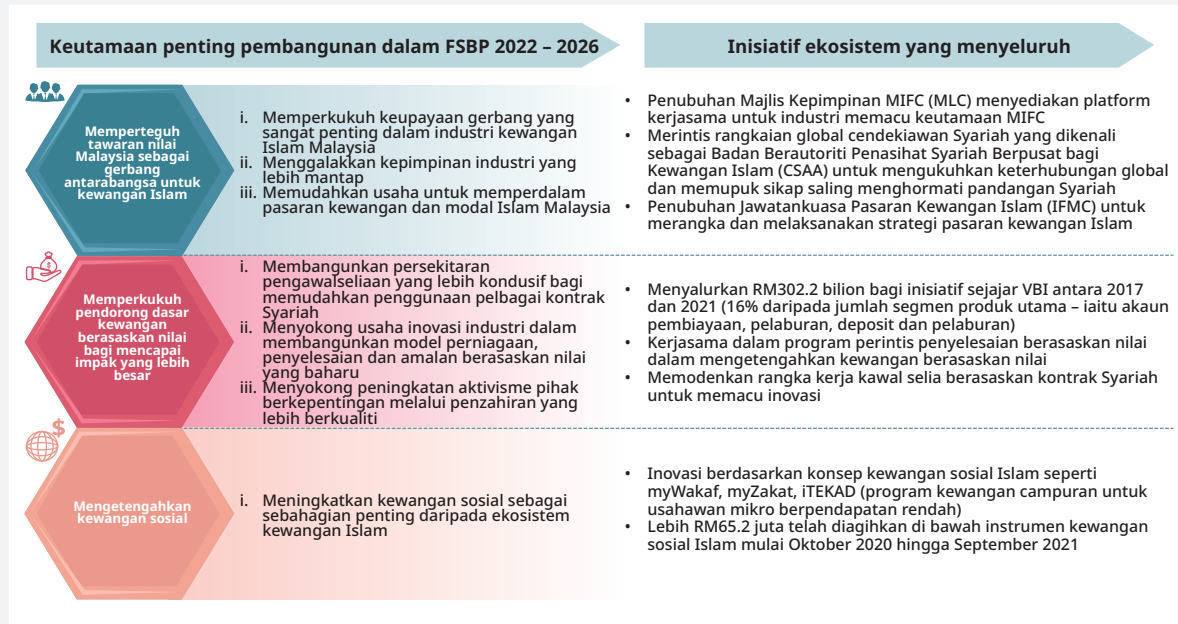 Keutamaan penting pembangunan dalam FSBP 2022 – 2026
Inisiatif ekosistem yang menyeluruh
Memperteguh
tawaran nilai
Malaysia sebagai
gerbang
antarabangsa untuk
kewangan Islam
i. Memperkukuh keupayaan gerbang yang
sangat penting dalam industri kewangan
Islam Malaysia
ii. Menggalakkan kepimpinan industri yang
lebih mantap
iii. Memudahkan usaha untuk memperdalam
pasaran kewangan dan modal Islam Malaysia
• Penubuhan Majlis Kepimpinan MIFC (MLC) menyediakan platform
kerjasama untuk industri memacu keutamaan MIFC
• Merintis rangkaian global cendekiawan Syariah yang dikenali
sebagai Badan Berautoriti Penasihat Syariah Berpusat bagi
Kewangan Islam (CSAA) untuk mengukuhkan keterhubungan global
dan memupuk sikap saling menghormati pandangan Syariah
• Penubuhan Jawatankuasa Pasaran Kewangan Islam (IFMC) untuk
merangka dan melaksanakan strategi pasaran kewangan Islam
$
Memperkukuh
pendorong dasar
kewangan
berasaskan nilai
bagi mencapai
impak yang lebih
besar
i. Membangunkan persekitaran
pengawalseliaan yang lebih kondusif bagi
memudahkan penggunaan pelbagai kontrak
Syariah
ii. Menyokong usaha inovasi industri dalam
membangunkan model perniagaan,
penyelesaian dan amalan berasaskan nilai
yang baharu
iii. Menyokong peningkatan aktivisme pihak
berkepentingan melalui penzahiran yang
lebih berkualiti
• Menyalurkan RM302.2 bilion bagi inisiatif sejajar VBI antara 2017
dan 2021 (16% daripada jumlah segmen produk utama – iaitu akaun
pembiayaan, pelaburan, deposit dan pelaburan)
• Kerjasama dalam program perintis penyelesaian berasaskan nilai
dalam mengetengahkan kewangan berasaskan nilai
• Memodenkan rangka kerja kawal selia berasaskan kontrak Syariah
untuk memacu inovasi
$
Mengetengahkan
kewangan sosial
i. Meningkatkan kewangan sosial sebagai
sebahagian penting daripada ekosistem
kewangan Islam
• Inovasi berdasarkan konsep kewangan sosial Islam seperti
myWakaf, myZakat, iTEKAD (program kewangan campuran untuk
usahawan mikro berpendapatan rendah)
• Lebih RM65.2 juta telah diagihkan di bawah instrumen kewangan
sosial Islam mulai Oktober 2020 hingga September 2021